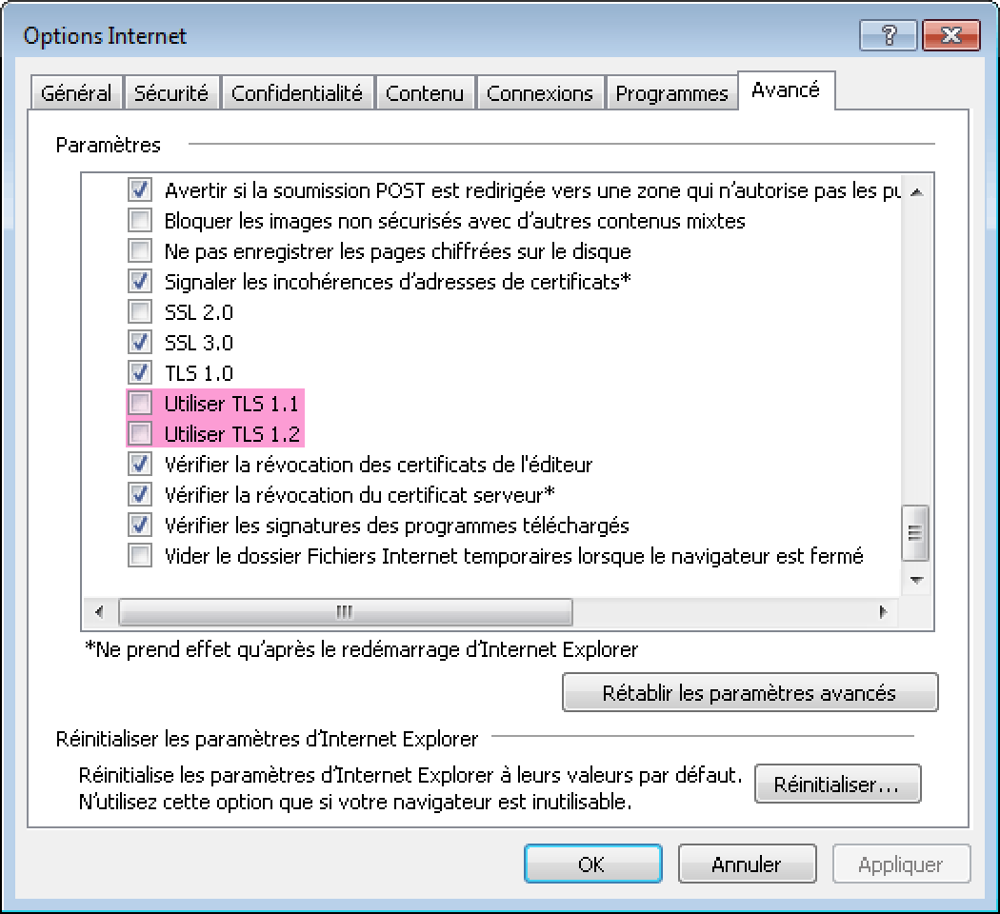 Options Internet
Général Sécurité Confidentialité Contenu Connexions Programmes Avancé
Paramètres
Avertir si la soumission POST est redirigée vers une zone qui n'autorise pas les pu
Bloquer les images non sécurisés avec d'autres contenus mixtes
Ne pas enregistrer les pages chiffrées sur le disque
Signaler les incohérences d'adresses de certificats*
SSL 2.0
SSL 3.0
TLS 1.0
Utiliser TLS 1.1
Utiliser TLS 1.2
Vérifier la révocation des certificats de l'éditeur
Vérifier la révocation du certificat serveur*
Vérifier les signatures des programmes téléchargés
Vider le dossier Fichiers Internet temporaires lorsque le navigateur est fermé
*Ne prend effet qu'après le redémarrage d'Internet Explorer
Rétablir les paramètres avancés
Réinitialiser les paramètres d'Internet Explorer
Réinitialise les paramètres d'Internet Explorer à leurs valeurs par défaut.
N'utilisez cette option que si votre navigateur est inutilisable.
Réinitialiser...
OK Annuler Appliquer